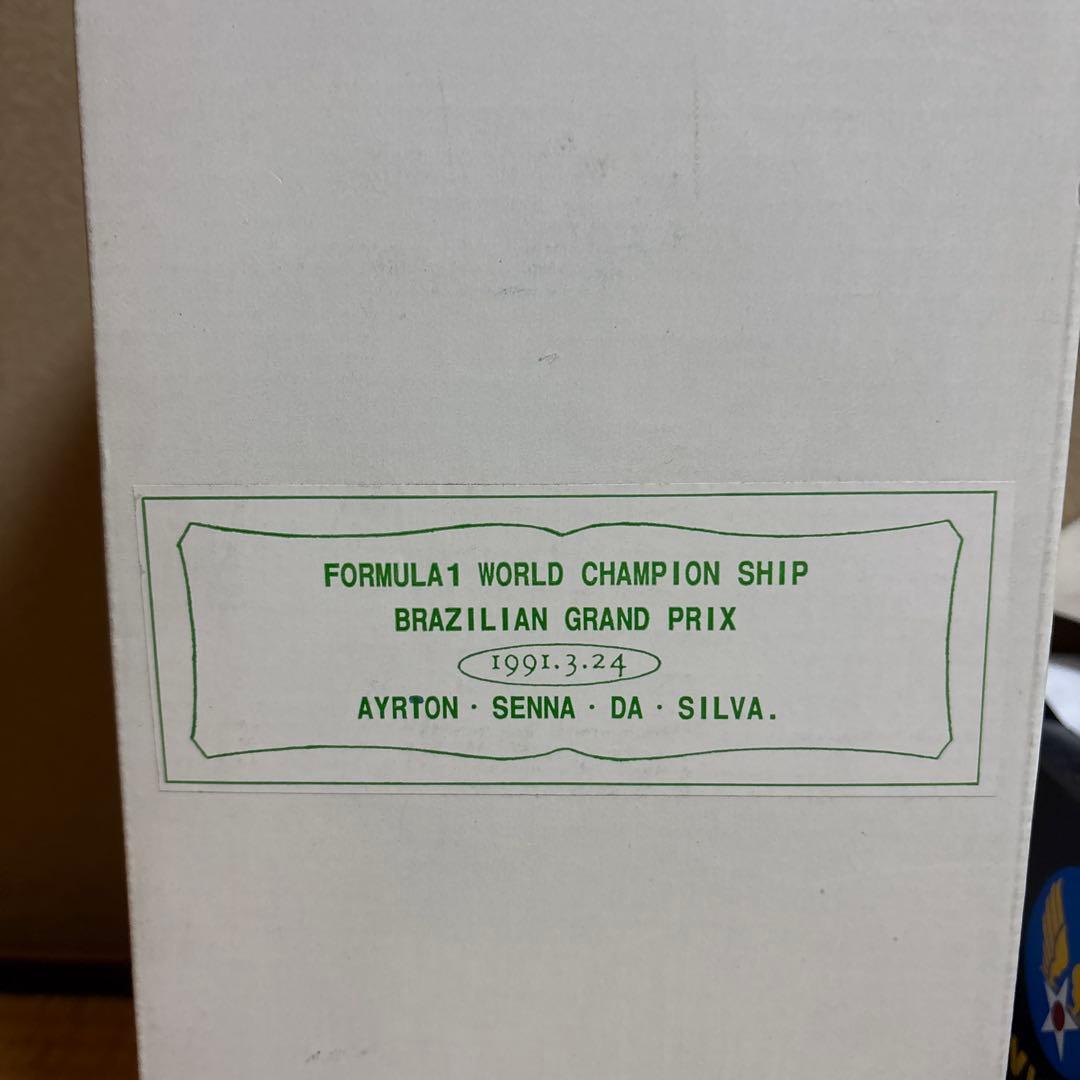 FORMULA1 WORLD CHAMPION SHIP
BRAZILIAN GRAND PRIX
1991.3.24
AYRTON · SENNA · DA · SILVA.